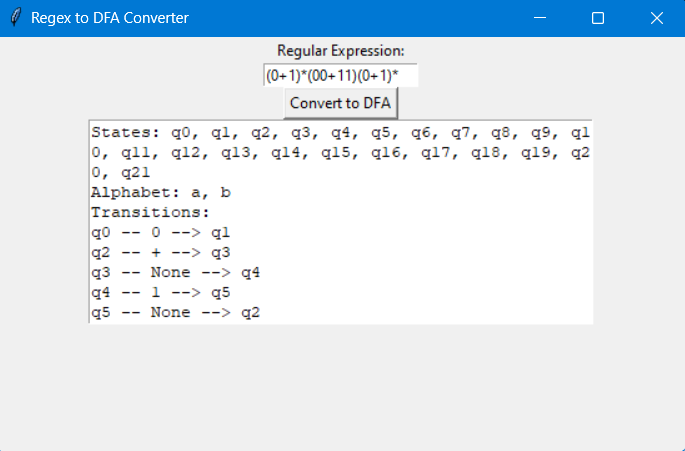 Regex to DFA Converter
Regular Expression:
(0+1)*(00+11)(0+1)*
Convert to DFA
States: q0, q1, q2, q3, q4, q5, q6, q7, q8, q9, q1
0, q11, q12, q13, q14, q15, q16, q17, q18, q19, q2
0, q21
Alphabet: a, b
Transitions:
q0 -- 0 --> q1
q2 -- + --> q3
q3 -- None --> q4
q4 -- 1 --> q5
q5 -- None --> q2